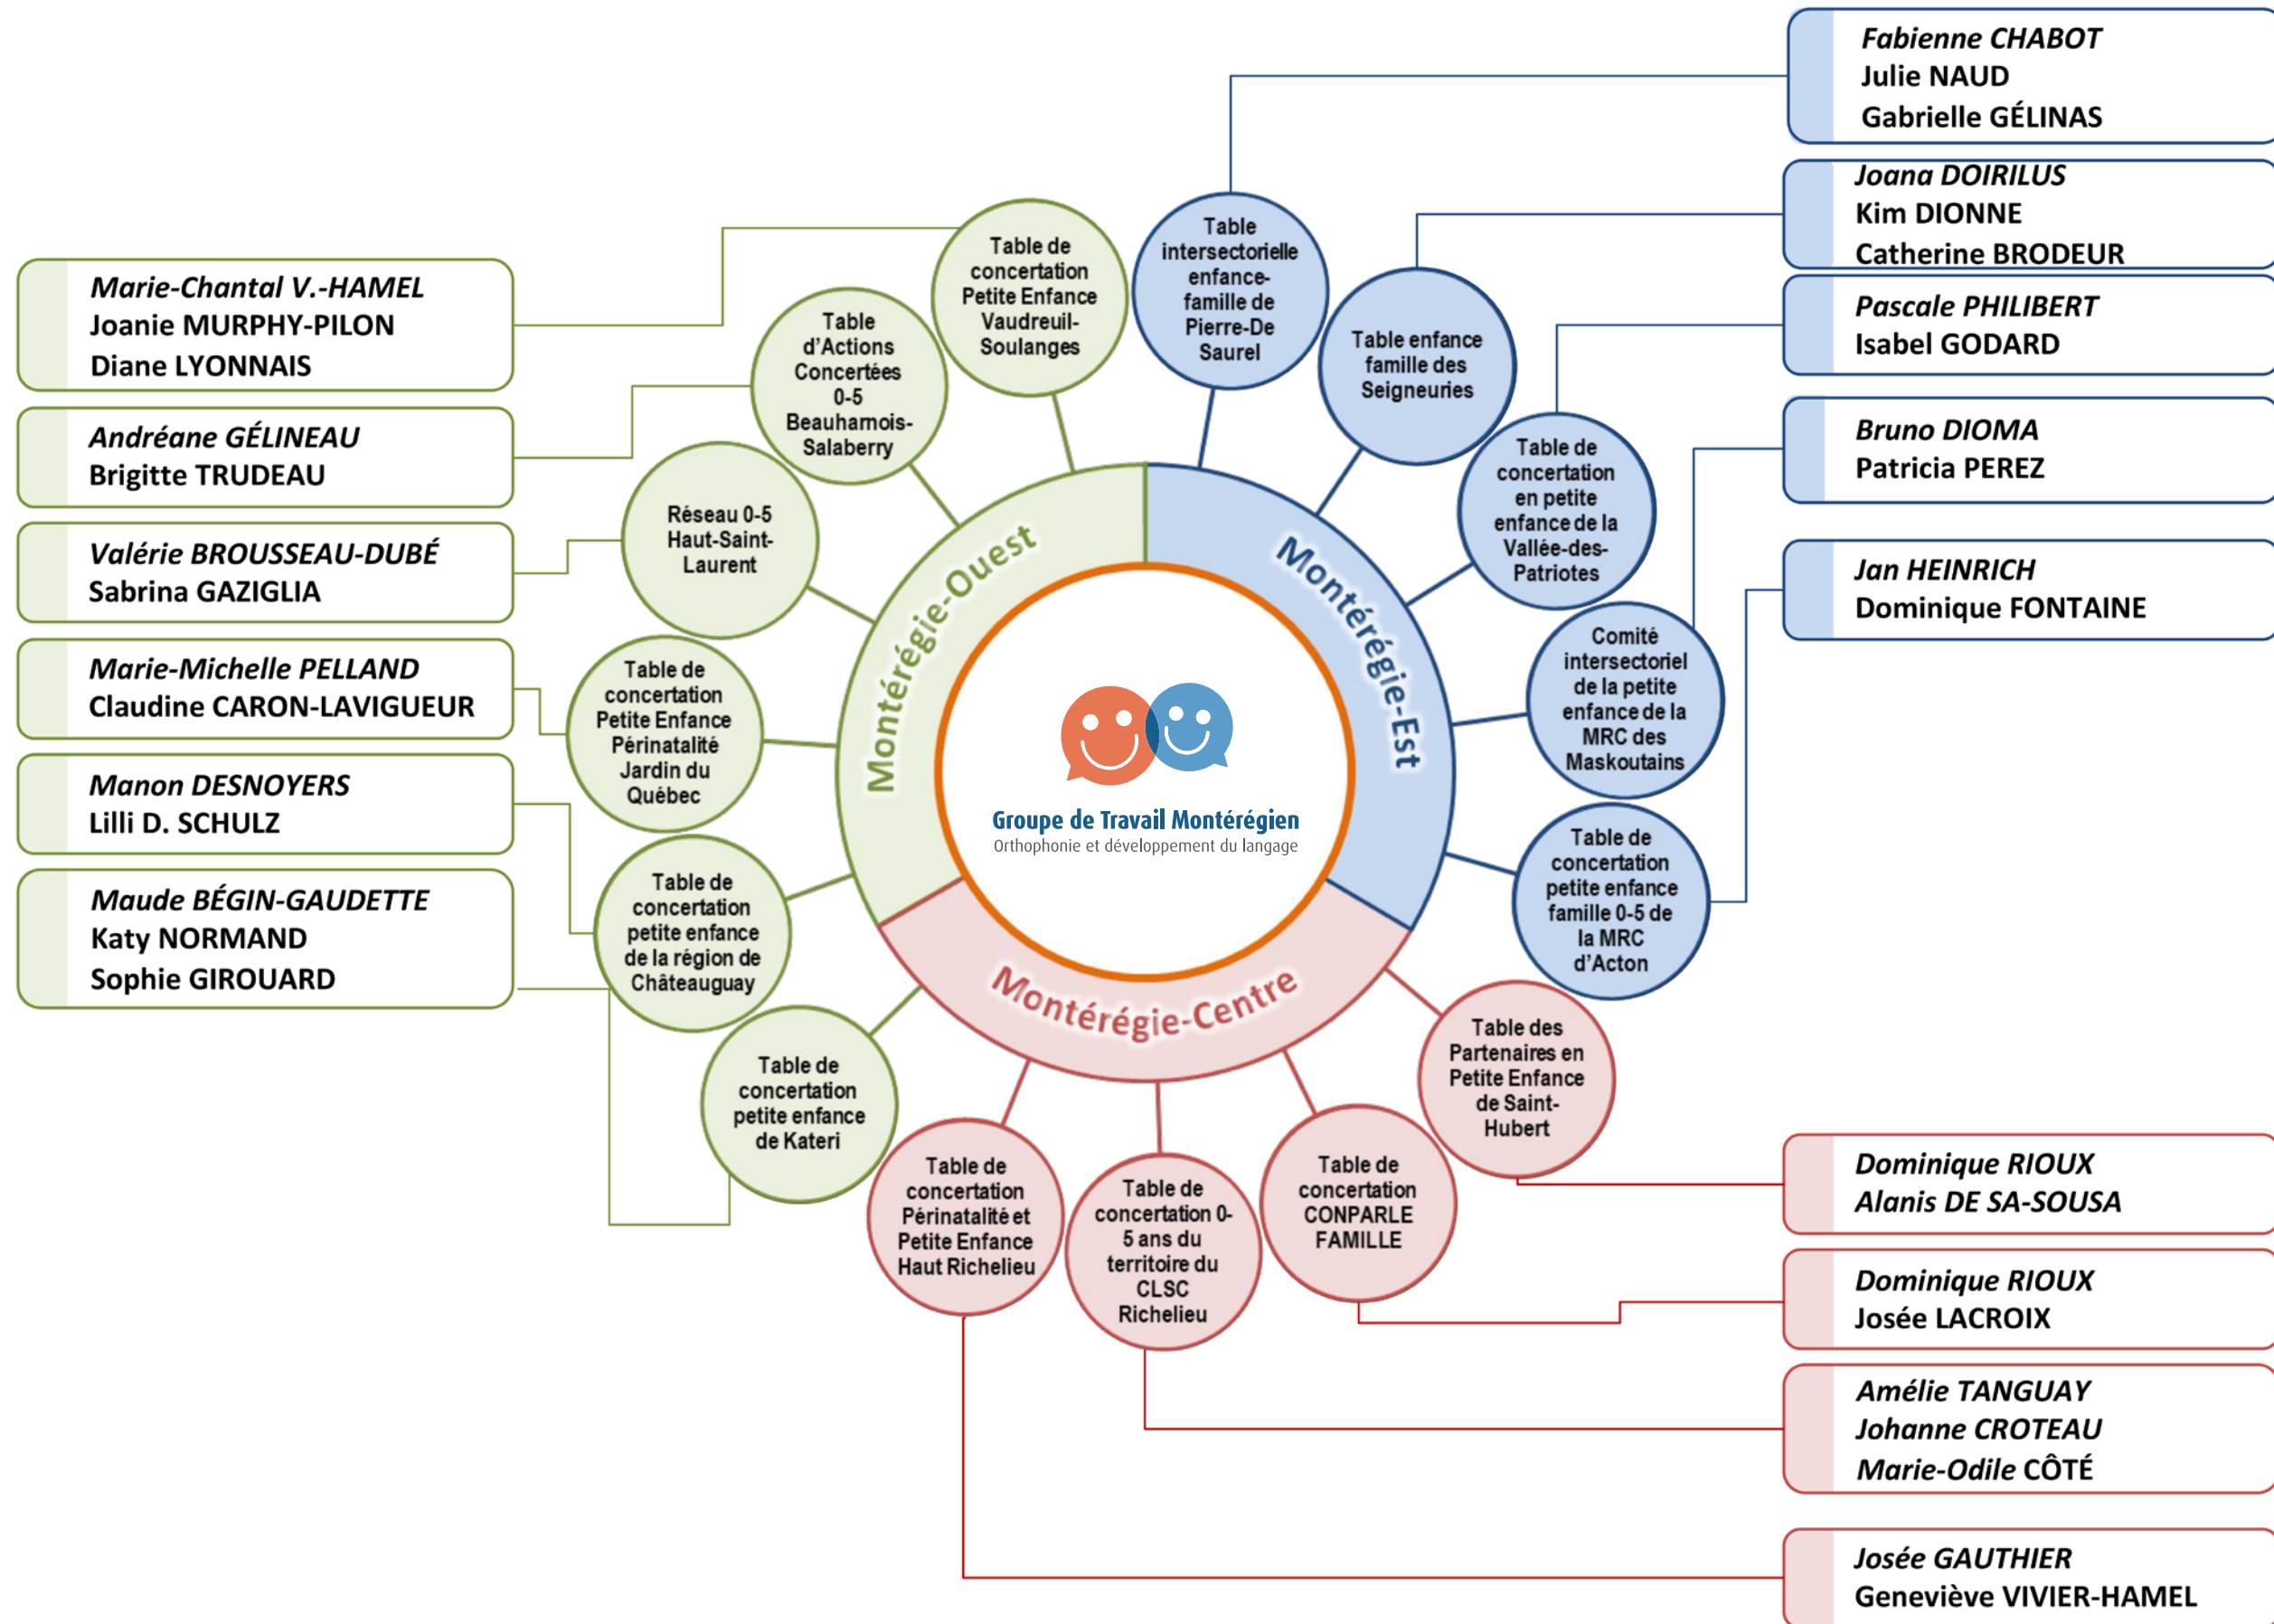 Fabienne CHABOT
Julie NAUD
Gabrielle GÉLINAS
Joana DOIRILUS
Kim DIONNE
Catherine BRODEUR
Pascale PHILIBERT
Isabel GODARD
Bruno DIOMA
Patricia PEREZ
Jan HEINRICH
Dominique FONTAINE
Marie-Chantal V.-HAMEL
Joanie MURPHY-PILON
Diane LYONNAIS
Andréane GÉLINEAU
Brigitte TRUDEAU
Valérie BROUSSEAU-DUBÉ
Sabrina GAZIGLIA
Marie-Michelle PELLAND
Claudine CARON-LAVIGUEUR
Manon DESNOYERS
Lilli D. SCHULZ
Maude BÉGIN-GAUDETTE
Katy NORMAND
Sophie GIROUARD
Table de
concertation
Petite Enfance
Vaudreuil-
Soulanges
Table
d'Actions
Concertées
0-5
Beauharnois-
Salaberry
Réseau 0-5
Haut-Saint-
Laurent
Table de
concertation
Petite Enfance
Périnatalité
Jardin du
Québec
Table de
concertation
petite enfance
de la région de
Châteauguay
Table de
concertation
petite enfance
de Kateri
Table
intersectorielle
enfance-
famille de
Pierre-De
Saurel
Table enfance
famille des
Seigneuries
Table de
concertation
en petite
enfance de la
Vallée-des-
Patriotes
Comité
intersectoriel
de la petite
enfance de la
MRC des
Maskoutains
Table de
concertation
petite enfance
famille 0-5 de
la MRC
d'Acton
Table des
Partenaires en
Petite Enfance
de Saint-
Hubert
Table de
concertation
CONPARLE
FAMILLE
Table de
concertation 0-
5 ans du
territoire du
CLSC
Richelieu
Table de
concertation
Périnatalité et
Petite Enfance
Haut Richelieu
Montérégie-Ouest
Montérégie-Est
Montérégie-Centre
Groupe de Travail Montérégien
Orthophonie et développement du langage
Dominique RIOUX
Alanis DE SA-SOUSA
Dominique RIOUX
Josée LACROIX
Amélie TANGUAY
Johanne CROTEAU
Marie-Odile CÔTÉ
Josée GAUTHIER
Geneviève VIVIER-HAMEL